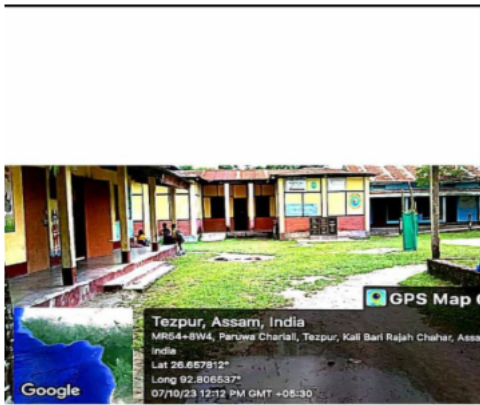 GPS Map C
Tezpur, Assam, India
MR54+8W4, Paruwa Chariali, Tezpur, Kali Bari Rajah Chahar, Assa
India
Lat 26.657812°
Long 92.806537°
07/10/23 12:12 PM GMT +05:30
Google